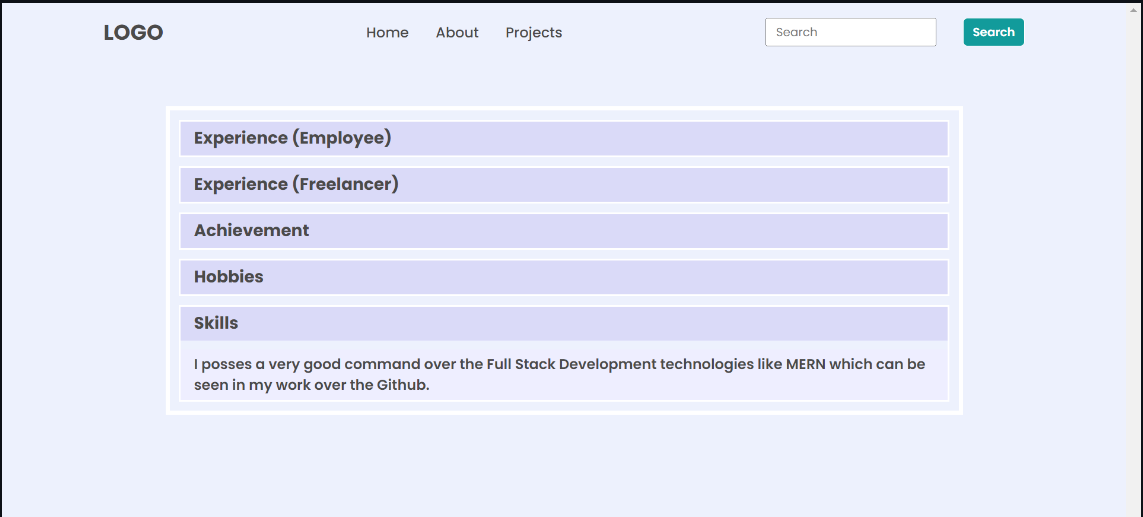 LOGO Home About Projects Search Search
Experience (Employee)
Experience (Freelancer)
Achievement
Hobbies
Skills
I posses a very good command over the Full Stack Development technologies like MERN which can be
seen in my work over the Github.